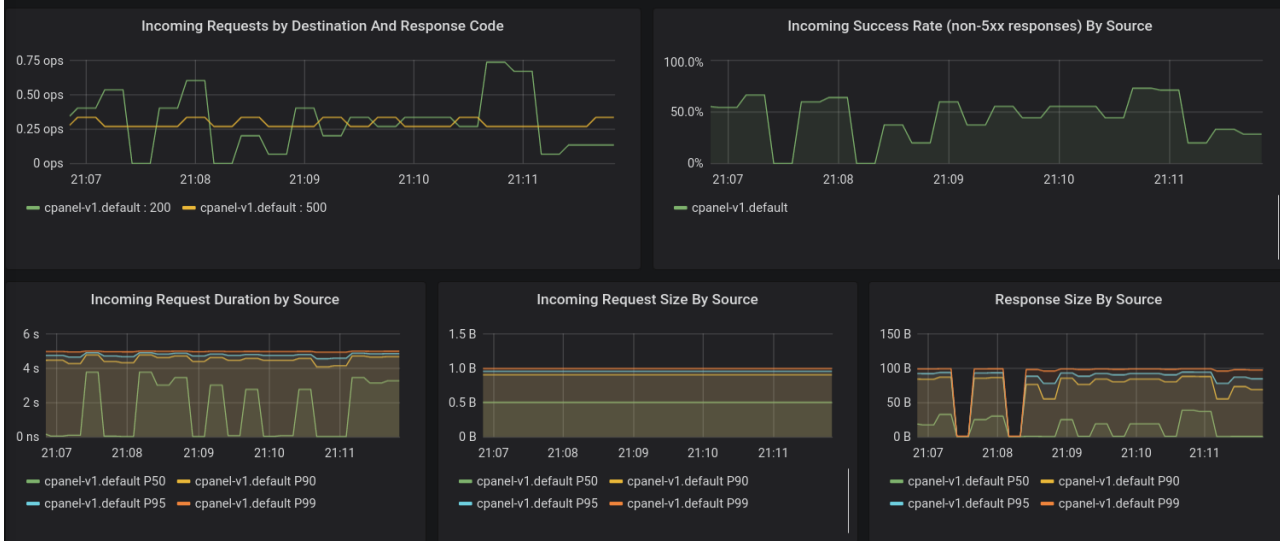 Incoming Requests by Destination And Response Code
0.75 ops
0.50 ops
0.25 ops
0 ops
21:07 21:08 21:09 21:10 21:11
cpanel-v1.default : 200 cpanel-v1.default : 500
Incoming Success Rate (non-5xx responses) By Source
100.0%
50.0%
0%
21:07 21:08 21:09 21:10 21:11
cpanel-v1.default
Incoming Request Duration by Source
6 s
4 s
2 s
0 ns
21:07 21:08 21:09 21:10 21:11
cpanel-v1.default P50 cpanel-v1.default P90
cpanel-v1.default P95 cpanel-v1.default P99
Incoming Request Size By Source
1.5 B
1.0 B
0.5 B
0 B
21:07 21:08 21:09 21:10 21:11
cpanel-v1.default P50 cpanel-v1.default P90
cpanel-v1.default P95 cpanel-v1.default P99
Response Size By Source
150 B
100 B
50 B
0 B
21:07 21:08 21:09 21:10 21:11
cpanel-v1.default P50 cpanel-v1.default P90
cpanel-v1.default P95 cpanel-v1.default P99